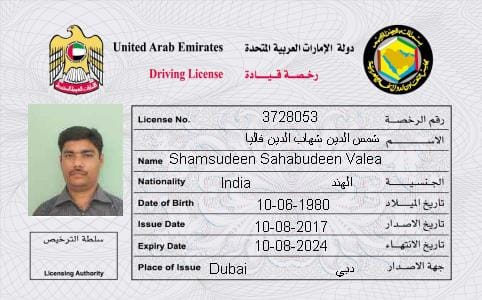 United Arab Emirates دولة الإمارات العربية المتحدة
Driving License رخصة قيادة
License No. 3728053 رقم الرخصة
شمس الدين شهاب الدين فاليا الاسم
Name Shamsudeen Sahabudeen Valea
Nationality India الهند الجنسية
Date of Birth 10-06-1980 تاريخ الميلاد
Issue Date 10-08-2017 تاريخ الاصدار
Expiry Date 10-08-2024 تاريخ الانتهاء
Place of Issue Dubai دبي جهة الاصدار
سلطة الترخيص
Licensing Authority